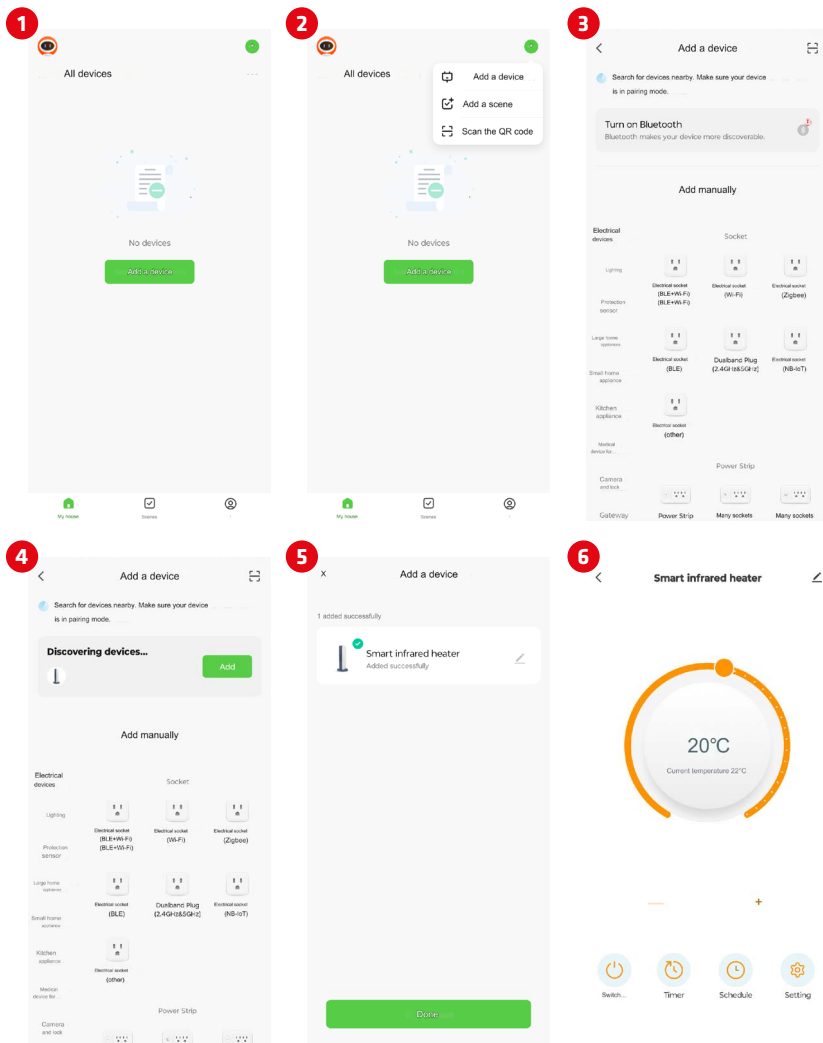 1
All devices
No devices
Add a device
My house
Scenes
2
All devices
Add a device
Add a scene
Scan the QR code
No devices
Add a device
My house
Scenes
3
Add a device
Search for devices nearby. Make sure your device
is in pairing mode.
Turn on Bluetooth
Bluetooth makes your device more discoverable.
Add manually
Electrical
devices
Socket
Lighting
Electrical socket
(BLE+Wi-Fi)
(BLE+Wi-Fi)
Electrical socket
(Wi-Fi)
Electrical socket
(Zigbee)
Protection
sensor
Large home
appliances
Electrical socket
(BLE)
Dualband Plug
(2.4GHz&5GHz)
Electrical socket
(NB-IoT)
Small home
appliance
Kitchen
appliance
Electrical socket
(other)
Medical
device for...
Power Strip
Camera
and lock
Gateway
Power Strip
Many sockets
Many sockets
4
Add a device
Search for devices nearby. Make sure your device
is in pairing mode.
Discovering devices...
Add
Add manually
Electrical
devices
Socket
Lighting
Electrical socket
(BLE+Wi-Fi)
(BLE+Wi-Fi)
Electrical socket
(Wi-Fi)
Electrical socket
(Zigbee)
Protection
sensor
Large home
appliances
Electrical socket
(BLE)
Dualband Plug
(2.4GHz&5GHz)
Electrical socket
(NB-IoT)
Small home
appliance
Kitchen
appliance
Electrical socket
(other)
Medical
device for...
Power Strip
Camera
and lock
5
x
Add a device
1 added successfully
Smart infrared heater
Added successfully
Done
6
Smart infrared heater
20°C
Current temperature 22°C
— +
Switch...
Timer
Schedule
Setting